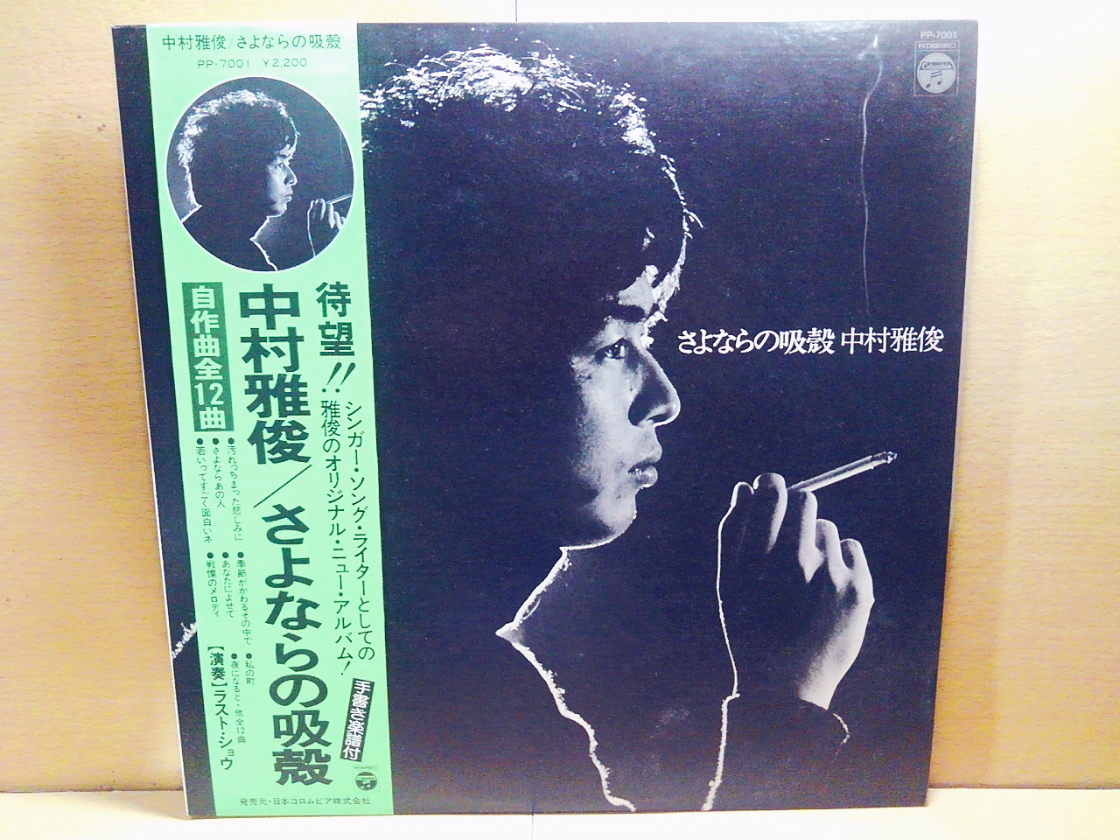 中村雅俊/さよならの吸殻
PP-7001 ¥2,200
待望!!
シンガー・ソング・ライターとしての
雅俊のオリジナル・ニュー・アルバム!
手書き楽譜付
中村雅俊/さよならの吸殻
自作曲全12曲
●汚れっちまった悲しみに
●さよならあの人
●若いってすごく面白いネ
●季節がかわるその中で
●あなたによせて
●戦慄のメロディ
●私の町
●夜になると・他全12曲
【演奏】ラスト・ショウ
発売元・日本コロムビア株式会社
PP-7001
さよならの吸殻 中村雅俊